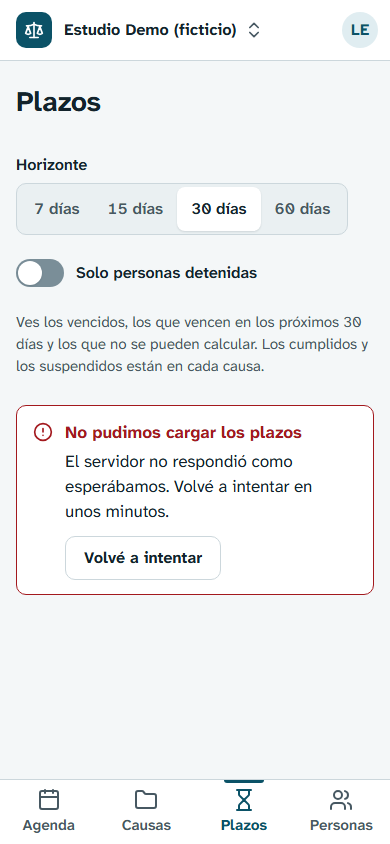 Estudio Demo (ficticio)
LE
Plazos
Horizonte
7 días 15 días 30 días 60 días
Solo personas detenidas
Ves los vencidos, los que vencen en los próximos 30
días y los que no se pueden calcular. Los cumplidos y
los suspendidos están en cada causa.
No pudimos cargar los plazos
El servidor no respondió como
esperábamos. Volvé a intentar en
unos minutos.
Volvé a intentar
Agenda Causas Plazos Personas